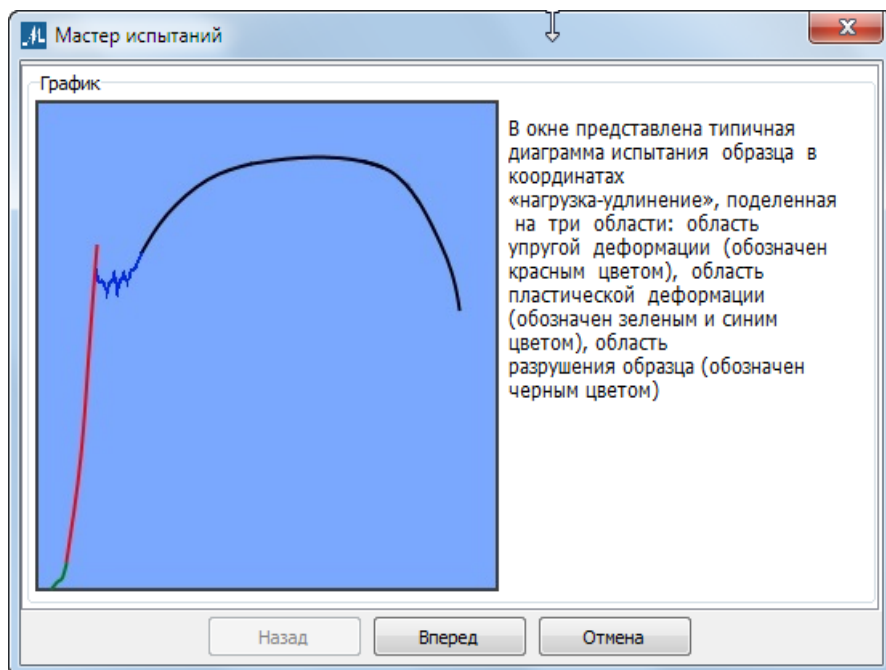 Мастер испытаний
График
В окне представлена типичная
диаграмма испытания образца в
координатах
«нагрузка-удлинение», поделенная
на три области: область
упругой деформации (обозначен
красным цветом), область
пластической деформации
(обозначен зеленым и синим
цветом), область
разрушения образца (обозначен
черным цветом)
Назад
Вперед
Отмена